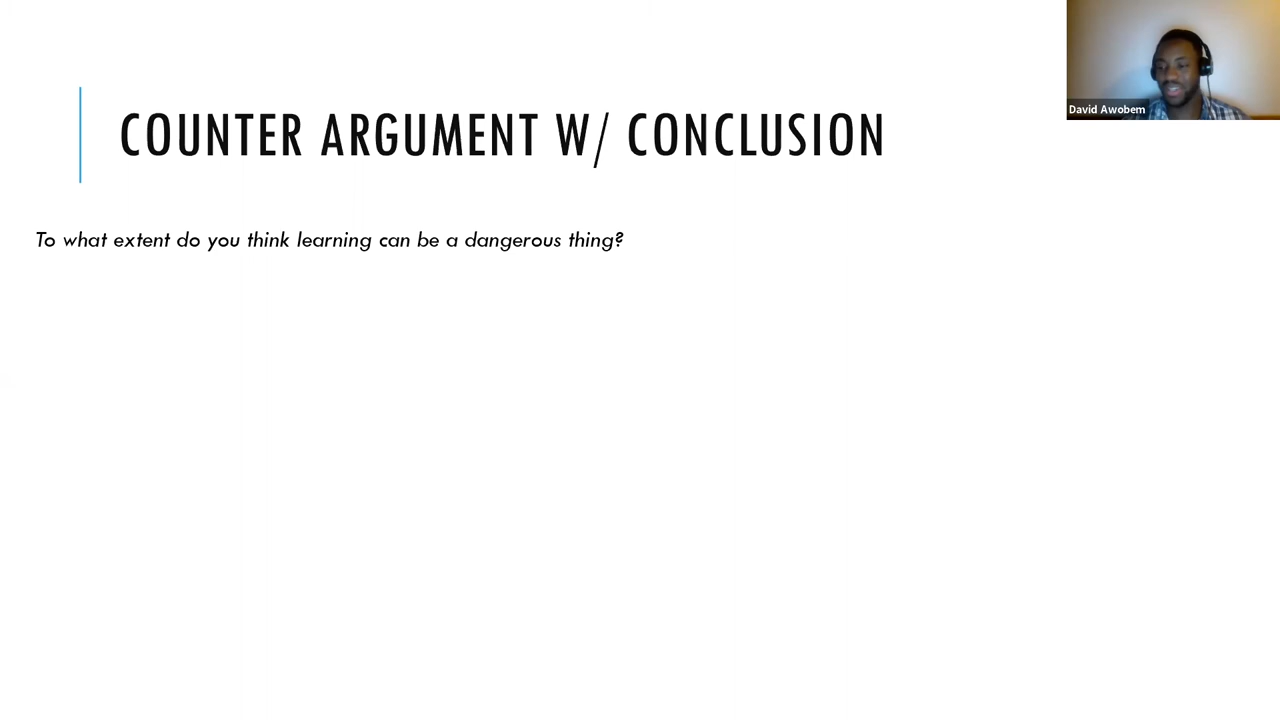 COUNTER ARGUMENT W/ CONCLUSION
To what extent do you think learning can be a dangerous thing?
David Awobem